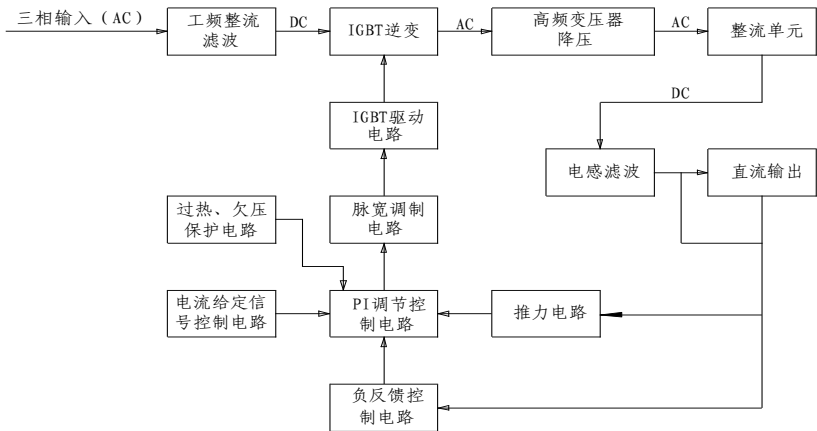 三相输入（AC）
工频整流
滤波
DC
IGBT逆变
AC
高频变压器
降压
AC
整流单元
DC
IGBT驱动
电路
电感滤波
直流输出
过热、欠压
保护电路
脉宽调制
电路
电流给定信
号控制电路
PI调节控
制电路
推力电路
负反馈控
制电路